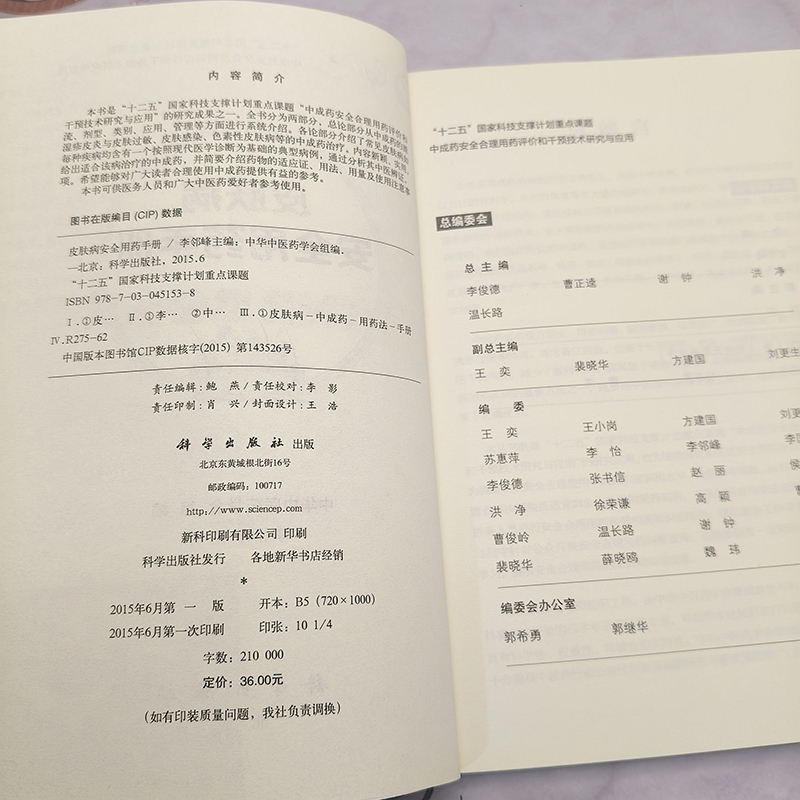 内容简介
本书是“十二五”国家科技支撑计划重点课题“中成药安全合理用药评价和
干预技术研究与应用”的研究成果之一。全书分为两部分，总论部分从中成药的源
流、剂型、类别、应用、管理等方面进行系统介绍。各论部分介绍了常见皮肤病如
湿疹皮炎与皮肤过敏、皮肤感染、色素性皮肤病等的中成药治疗。内容新颖、实用，
每种疾病均含有一个按照现代医学诊断为基础的典型病例，通过分析其中医辨证，
给出适合该病治疗的中成药，并简要介绍药物的适应证、用法、用量及使用注意事
项。希望能够对广大读者合理使用中成药提供有益的参考。
本书可供医务人员和广大中医药爱好者参考使用。
图书在版编目(CIP)数据
皮肤病安全用药手册 / 李邻峰主编；中华中医药学会组编.
—北京：科学出版社，2015.6
“十二五”国家科技支撑计划重点课题
ISBN 978-7-03-045153-8
Ⅰ.①皮… Ⅱ.①李… ②中… Ⅲ.①皮肤病-中成药-用药法-手册
Ⅳ.R275-62
中国版本图书馆CIP数据核字(2015) 第143526号
责任编辑：鲍 燕 / 责任校对：李 影
责任印制：肖 兴 / 封面设计：王 浩
科学出版社 出版
北京东黄城根北街16号
邮政编码：100717
http://www.sciencep.com
新科印刷有限公司 印刷
科学出版社发行 各地新华书店经销
*
2015年6月第 一 版 开本：B5 (720×1000)
2015年6月第一次印刷 印张：10 1/4
字数：210 000
定价：36.00元
(如有印装质量问题，我社负责调换)
“十二五”国家科技支撑计划重点课题
中成药安全合理用药评价和干预技术研究与应用
总编委会
总主编
李俊德 曹正逵 谢 钟 洪 净
温长路
副总主编
王 奕 裴晓华 方建国 刘更生
编 委
王 奕 王小岗 方建国 刘更
苏惠萍 李 怡 李邻峰 李
李俊德 张书信 赵 丽 侯
洪 净 徐荣谦 高 颖
曹俊岭 温长路 谢 钟
裴晓华 薛晓鸥 魏 玮
编委会办公室
郭希勇 郭继华